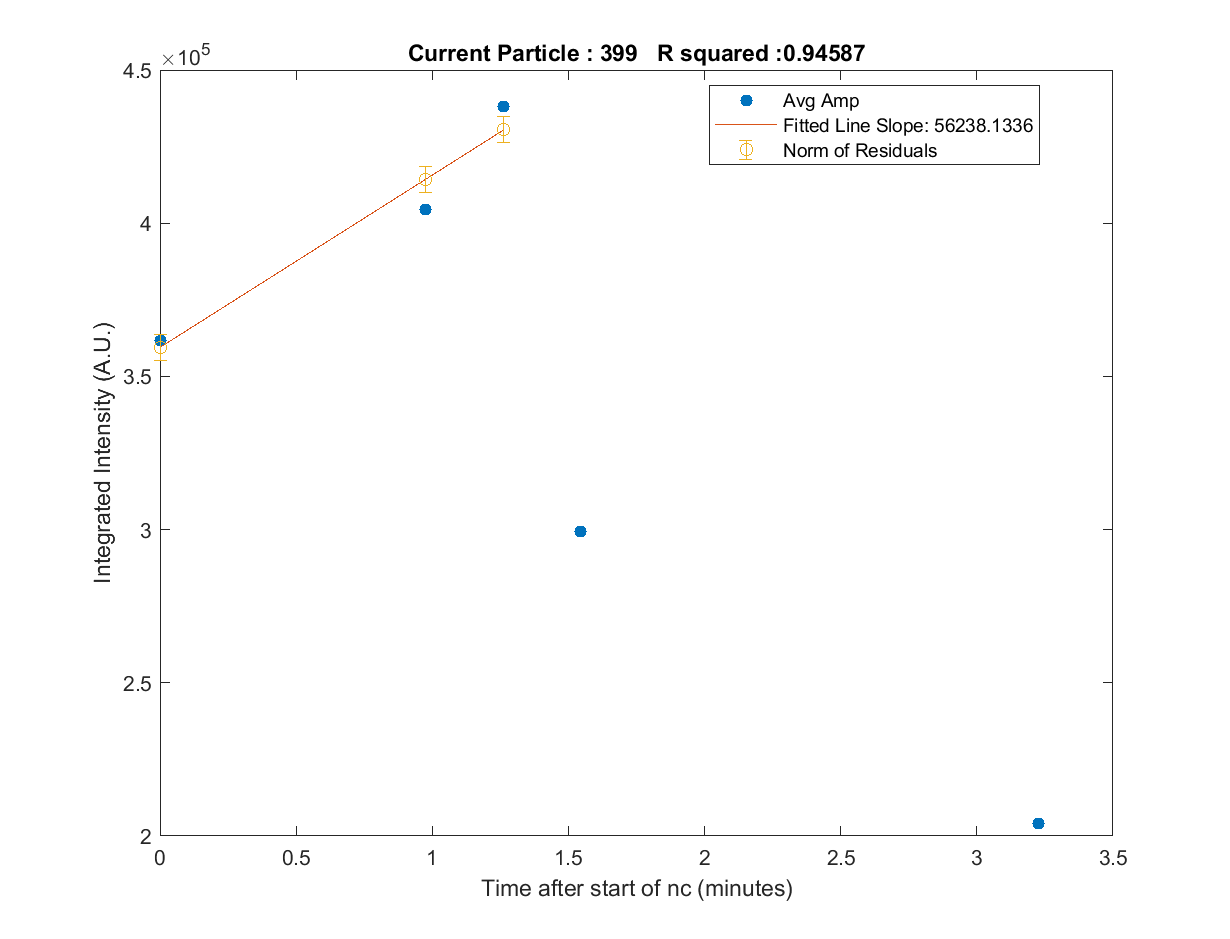 Current Particle : 399 R squared :0.94587
×10^5
4.5
4
3.5
3
2.5
2
0
0.5
1
1.5
2
2.5
3
3.5
Integrated Intensity (A.U.)
Time after start of nc (minutes)
Avg Amp
Fitted Line Slope: 56238.1336
Norm of Residuals